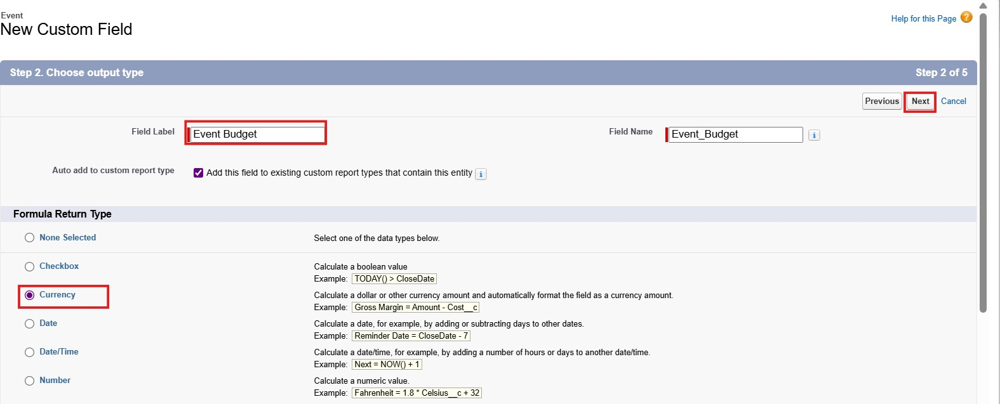 Event
New Custom Field
Help for this Page ?
Step 2. Choose output type
Step 2 of 5
Previous Next Cancel
Field Label Event Budget Field Name Event_Budget i
Auto add to custom report type Add this field to existing custom report types that contain this entity i
Formula Return Type
None Selected Select one of the data types below.
Checkbox Calculate a boolean value
Example: TODAY() > CloseDate
Currency Calculate a dollar or other currency amount and automatically format the field as a currency amount.
Example: Gross Margin = Amount - Cost__c
Date Calculate a date, for example, by adding or subtracting days to other dates.
Example: Reminder Date = CloseDate - 7
Date/Time Calculate a date/time, for example, by adding a number of hours or days to another date/time.
Example: Next = NOW() + 1
Number Calculate a numeric value.
Example: Fahrenheit = 1.8 * Celsius__c + 32